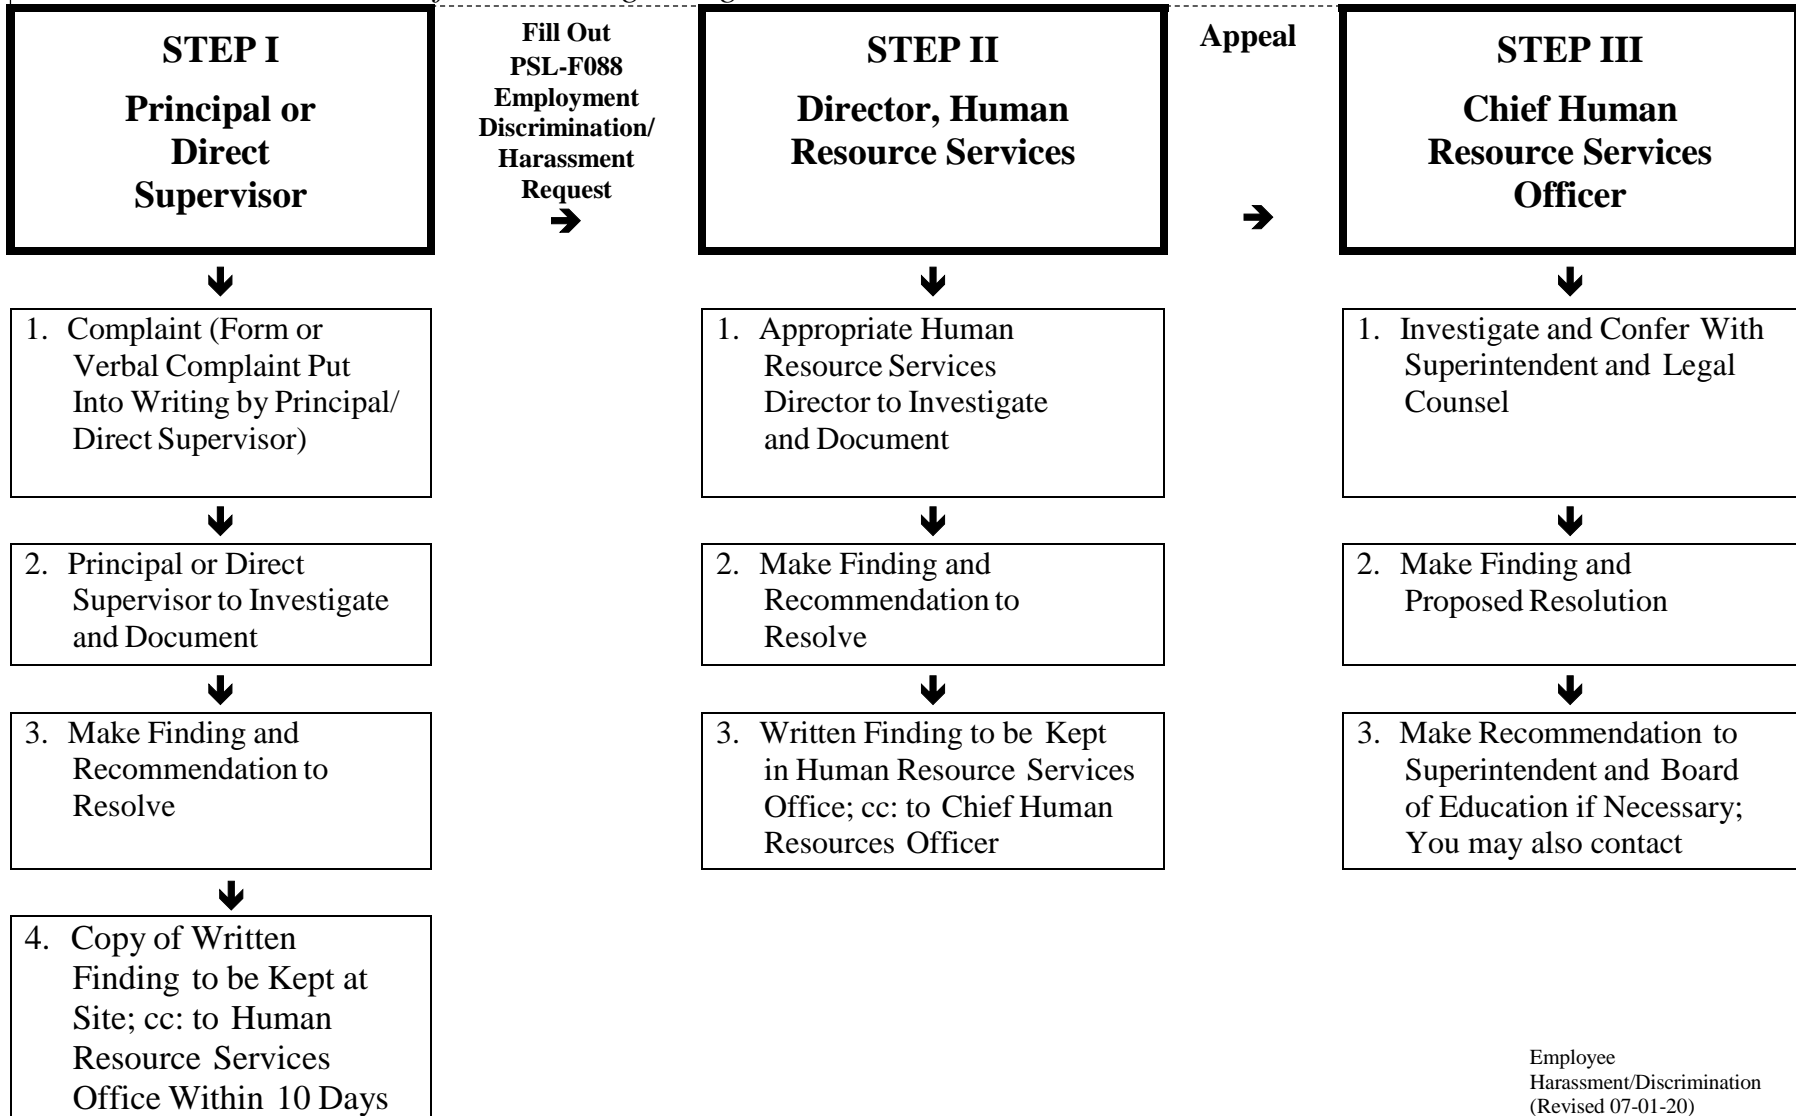 STEP I
Principal or
Direct
Supervisor
Fill Out
PSL-F088
Employment
Discrimination/
Harassment
Request
➔
STEP II
Director, Human
Resource Services
Appeal
➔
STEP III
Chief Human
Resource Services
Officer
1. Complaint (Form or
Verbal Complaint Put
Into Writing by Principal/
Direct Supervisor)
2. Principal or Direct
Supervisor to Investigate
and Document
3. Make Finding and
Recommendation to
Resolve
4. Copy of Written
Finding to be Kept at
Site; cc: to Human
Resource Services
Office Within 10 Days
1. Appropriate Human
Resource Services
Director to Investigate
and Document
2. Make Finding and
Recommendation to
Resolve
3. Written Finding to be Kept
in Human Resource Services
Office; cc: to Chief Human
Resources Officer
1. Investigate and Confer With
Superintendent and Legal
Counsel
2. Make Finding and
Proposed Resolution
3. Make Recommendation to
Superintendent and Board
of Education if Necessary;
You may also contact
Employee
Harassment/Discrimination
(Revised 07-01-20)